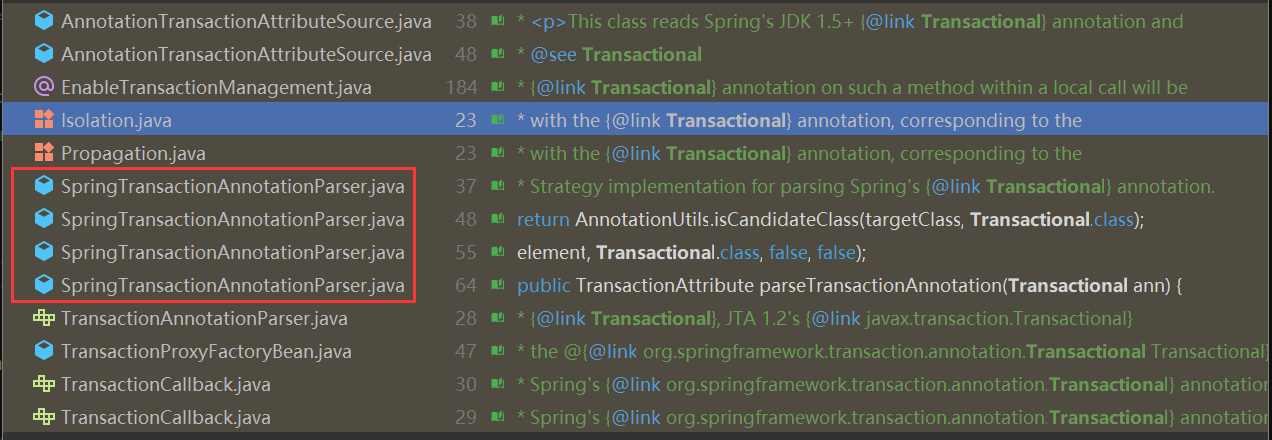 AnnotationTransactionAttributeSource.java 38 * <p>This class reads Spring's JDK 1.5+ {@link Transactional} annotation and
AnnotationTransactionAttributeSource.java 48 * @see Transactional
EnableTransactionManagement.java 184 * {@link Transactional} annotation on such a method within a local call will be
Isolation.java 23 * with the {@link Transactional} annotation, corresponding to the
Propagation.java 23 * with the {@link Transactional} annotation, corresponding to the
SpringTransactionAnnotationParser.java 37 * Strategy implementation for parsing Spring's {@link Transactional} annotation.
SpringTransactionAnnotationParser.java 48 return AnnotationUtils.isCandidateClass(targetClass, Transactional.class);
SpringTransactionAnnotationParser.java 55 element, Transactional.class, false, false);
SpringTransactionAnnotationParser.java 64 public TransactionAttribute parseTransactionAnnotation(Transactional ann) {
TransactionAnnotationParser.java 28 * {@link Transactional}, JTA 1.2's {@link javax.transaction.Transactional}
TransactionProxyFactoryBean.java 47 * the @{@link org.springframework.transaction.annotation.Transactional Transactional}
TransactionCallback.java 30 * Spring's {@link org.springframework.transaction.annotation.Transactional} annotation
TransactionCallback.java 29 * Spring's {@link org.springframework.transaction.annotation.Transactional} annotation